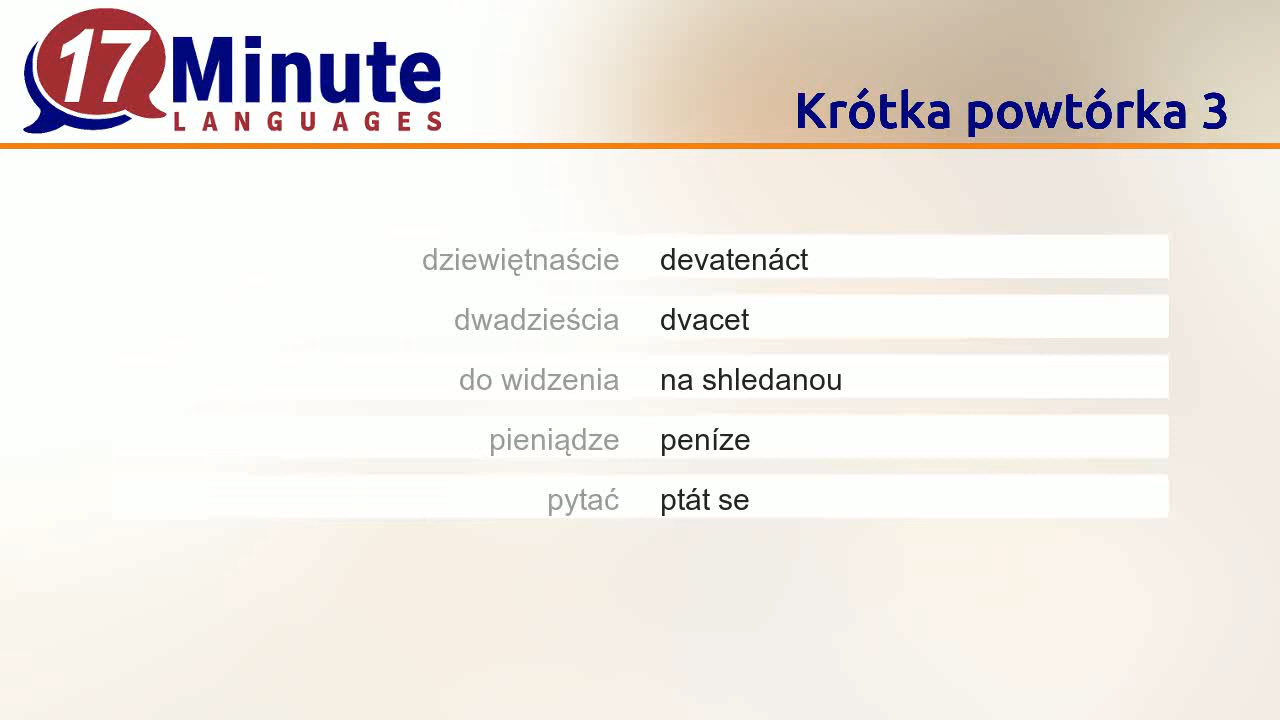 17 Minute
LANGUAGES
Krótka powtórka 3
dziewiętnaście devatenáct
dwadzieścia dvacet
do widzenia na shledanou
pieniądze peníze
pytać ptát se